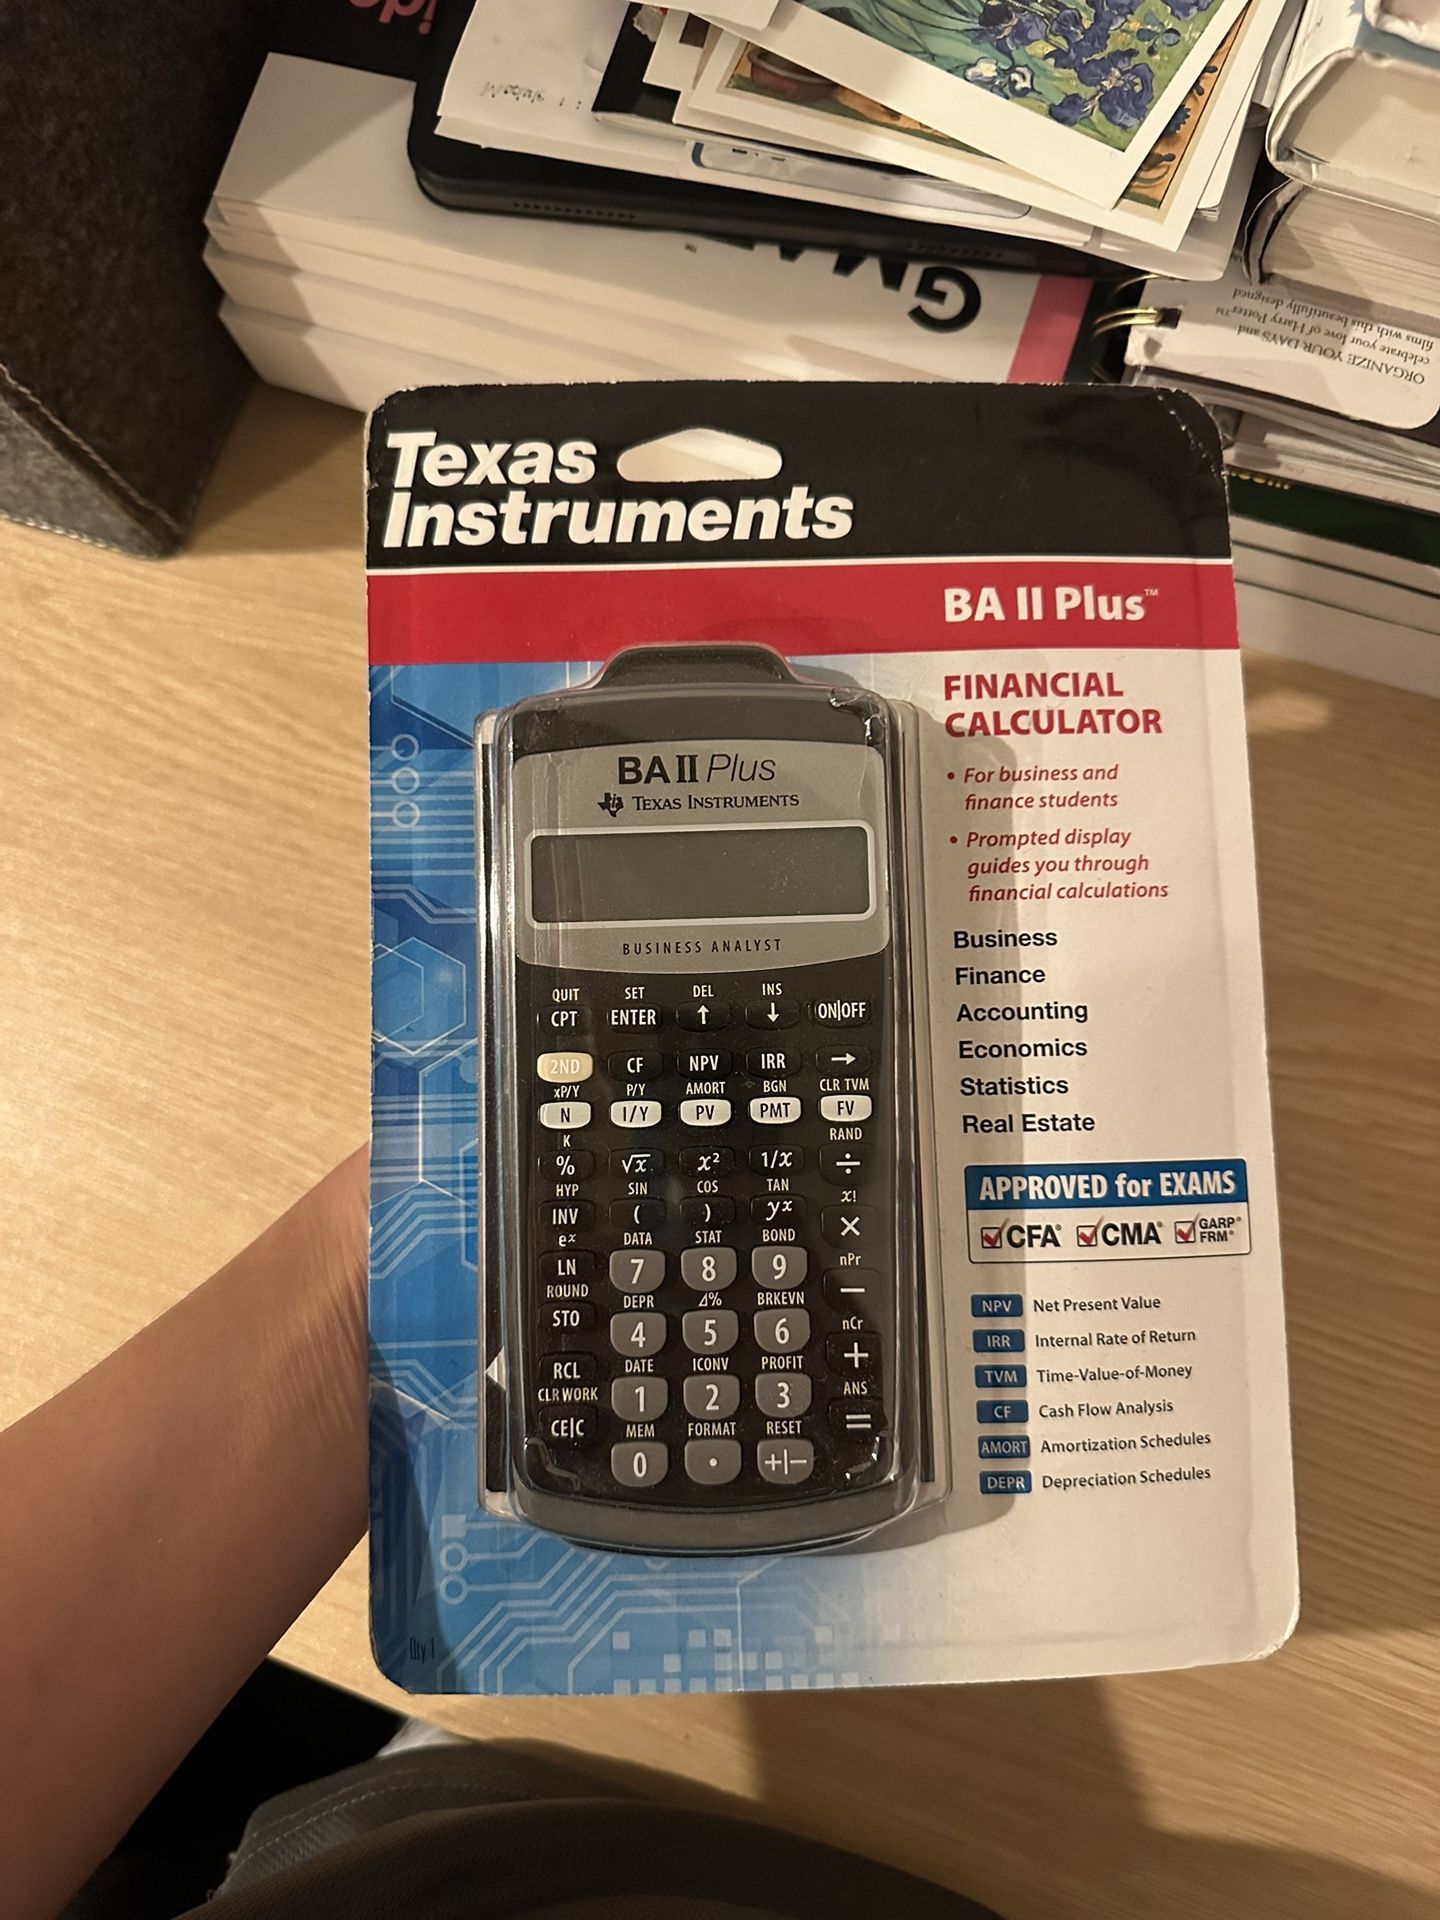 GMAT™
ORGANIZE YOUR DAYS and
celebrate your love of Harry Potter™
films with this beautifully designed
Texas
Instruments
BA II Plus™
FINANCIAL
CALCULATOR
• For business and
finance students
• Prompted display
guides you through
financial calculations
Business
Finance
Accounting
Economics
Statistics
Real Estate
APPROVED for EXAMS
CFA® CMA® GARP®
FRM®
NPV Net Present Value
IRR Internal Rate of Return
TVM Time-Value-of-Money
CF Cash Flow Analysis
AMORT Amortization Schedules
DEPR Depreciation Schedules
BA II Plus
TEXAS INSTRUMENTS
BUSINESS ANALYST
QUIT SET DEL INS
CPT ENTER ↑ ↓ ON|OFF
2ND CF NPV IRR →
xP/Y P/Y AMORT BGN CLR TVM
N I/Y PV PMT FV
K RAND
% √x x² 1/x ÷
HYP SIN COS TAN x!
INV ( ) yˣ ×
eˣ DATA STAT BOND nPr
LN 7 8 9 −
ROUND DEPR Δ% BRKEVN nCr
STO 4 5 6 +
DATE ICONV PROFIT ANS
RCL 1 2 3 =
CLR WORK MEM FORMAT RESET
CE|C 0 . +|−
Qty. 1